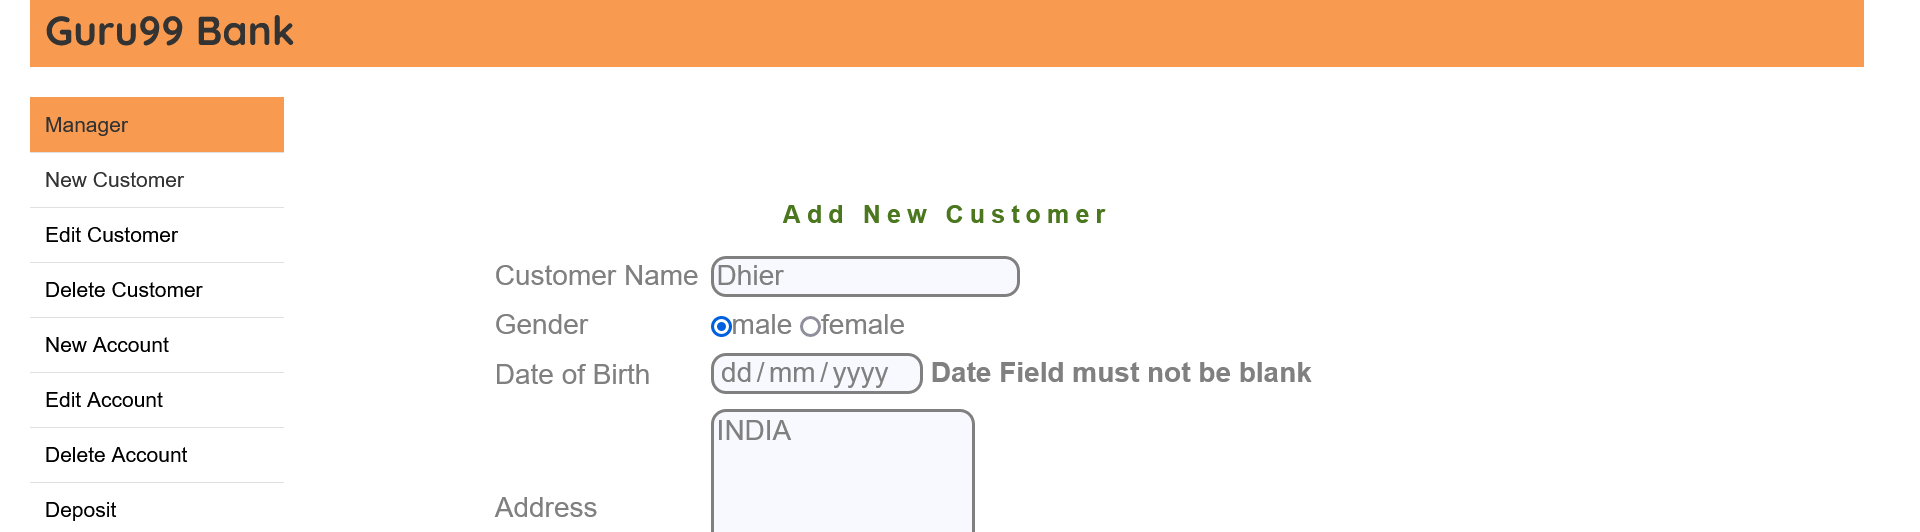 Guru99 Bank
Manager
New Customer
Edit Customer
Delete Customer
New Account
Edit Account
Delete Account
Deposit
Add New Customer
Customer Name Dhier
Gender male female
Date of Birth dd/mm/yyyy Date Field must not be blank
INDIA
Address